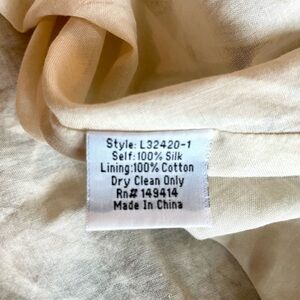 Style: L32420-1
Self:100% Silk
Lining:100% Cotton
Dry Clean Only
Rn# 149414
Made In China